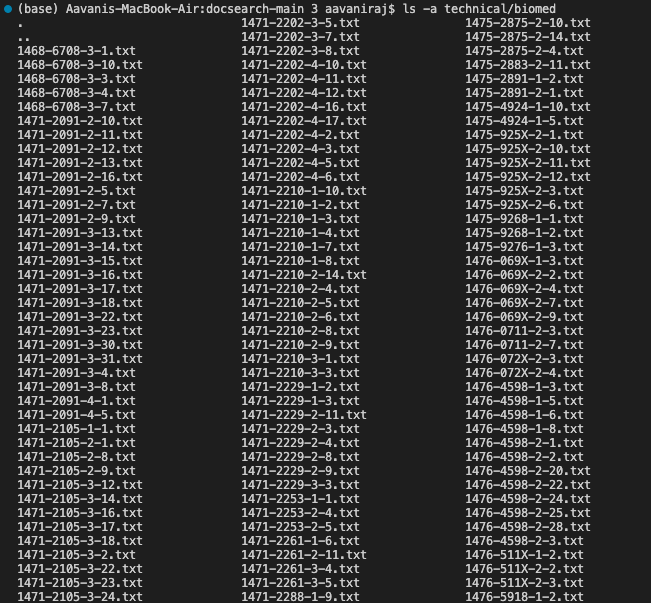 (base) Aavanis-MacBook-Air:docsearch-main 3 aavaniraj$ ls -a technical/biomed
. 1471-2202-3-5.txt 1475-2875-2-10.txt
.. 1471-2202-3-7.txt 1475-2875-2-14.txt
1468-6708-3-1.txt 1471-2202-3-8.txt 1475-2875-2-4.txt
1468-6708-3-10.txt 1471-2202-4-10.txt 1475-2883-2-11.txt
1468-6708-3-3.txt 1471-2202-4-11.txt 1475-2891-1-2.txt
1468-6708-3-4.txt 1471-2202-4-12.txt 1475-2891-2-1.txt
1468-6708-3-7.txt 1471-2202-4-16.txt 1475-4924-1-10.txt
1471-2091-2-10.txt 1471-2202-4-17.txt 1475-4924-1-5.txt
1471-2091-2-11.txt 1471-2202-4-2.txt 1475-925X-2-1.txt
1471-2091-2-12.txt 1471-2202-4-3.txt 1475-925X-2-10.txt
1471-2091-2-13.txt 1471-2202-4-5.txt 1475-925X-2-11.txt
1471-2091-2-16.txt 1471-2202-4-6.txt 1475-925X-2-12.txt
1471-2091-2-5.txt 1471-2210-1-10.txt 1475-925X-2-3.txt
1471-2091-2-7.txt 1471-2210-1-2.txt 1475-925X-2-6.txt
1471-2091-2-9.txt 1471-2210-1-3.txt 1475-9268-1-1.txt
1471-2091-3-13.txt 1471-2210-1-4.txt 1475-9268-1-2.txt
1471-2091-3-14.txt 1471-2210-1-7.txt 1475-9276-1-3.txt
1471-2091-3-15.txt 1471-2210-1-8.txt 1476-069X-1-3.txt
1471-2091-3-16.txt 1471-2210-2-14.txt 1476-069X-2-2.txt
1471-2091-3-17.txt 1471-2210-2-4.txt 1476-069X-2-4.txt
1471-2091-3-18.txt 1471-2210-2-5.txt 1476-069X-2-7.txt
1471-2091-3-22.txt 1471-2210-2-6.txt 1476-069X-2-9.txt
1471-2091-3-23.txt 1471-2210-2-8.txt 1476-0711-2-3.txt
1471-2091-3-30.txt 1471-2210-2-9.txt 1476-0711-2-7.txt
1471-2091-3-31.txt 1471-2210-3-1.txt 1476-072X-2-3.txt
1471-2091-3-4.txt 1471-2210-3-3.txt 1476-072X-2-4.txt
1471-2091-3-8.txt 1471-2229-1-2.txt 1476-4598-1-3.txt
1471-2091-4-1.txt 1471-2229-1-3.txt 1476-4598-1-5.txt
1471-2091-4-5.txt 1471-2229-2-11.txt 1476-4598-1-6.txt
1471-2105-1-1.txt 1471-2229-2-3.txt 1476-4598-1-8.txt
1471-2105-2-1.txt 1471-2229-2-4.txt 1476-4598-2-1.txt
1471-2105-2-8.txt 1471-2229-2-8.txt 1476-4598-2-2.txt
1471-2105-2-9.txt 1471-2229-2-9.txt 1476-4598-2-20.txt
1471-2105-3-12.txt 1471-2229-3-3.txt 1476-4598-2-22.txt
1471-2105-3-14.txt 1471-2253-1-1.txt 1476-4598-2-24.txt
1471-2105-3-16.txt 1471-2253-2-4.txt 1476-4598-2-25.txt
1471-2105-3-17.txt 1471-2253-2-5.txt 1476-4598-2-28.txt
1471-2105-3-18.txt 1471-2261-1-6.txt 1476-4598-2-3.txt
1471-2105-3-2.txt 1471-2261-2-11.txt 1476-511X-1-2.txt
1471-2105-3-22.txt 1471-2261-3-4.txt 1476-511X-2-2.txt
1471-2105-3-23.txt 1471-2261-3-5.txt 1476-511X-2-3.txt
1471-2105-3-24.txt 1471-2288-1-9.txt 1476-5918-1-2.txt